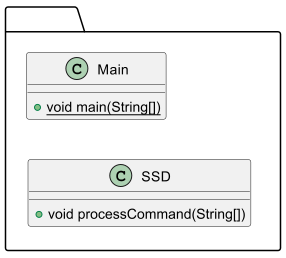 C Main
void main(String[])
C SSD
void processCommand(String[])